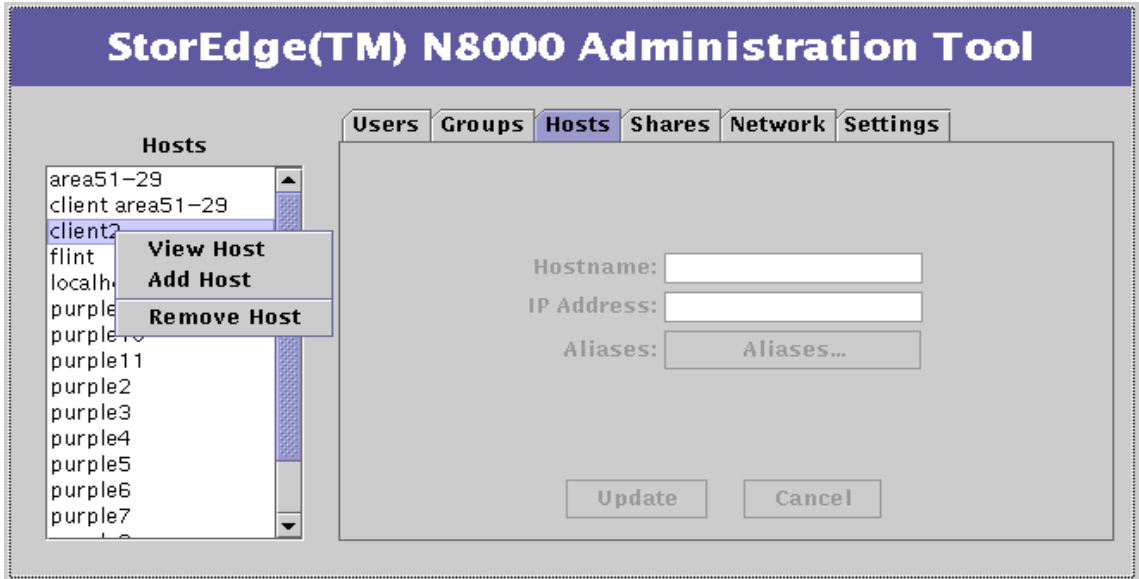 StorEdge(TM) N8000 Administration Tool
Users Groups Hosts Shares Network Settings
Hosts
area51-29
client area51-29
client2
flint
purple11
purple2
purple3
purple4
purple5
purple6
purple7
View Host
Add Host
Remove Host
Hostname:
IP Address:
Aliases: Aliases...
Update Cancel